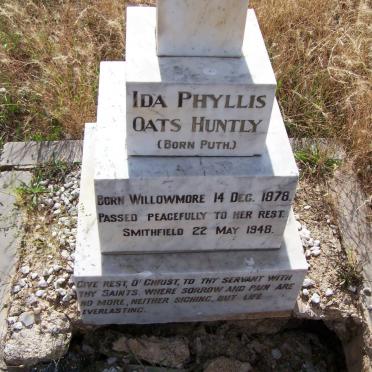 IDA PHYLLIS
OATS HUNTLY
(BORN PUTH.)
BORN WILLOWMORE 14 DEC. 1878.
PASSED PEACEFULLY TO HER REST.
SMITHFIELD 22 MAY 1948.
GIVE REST, O' CHRIST, TO THY SERVANT WITH
THY SAINTS. WHERE SORROW AND PAIN ARE
NO MORE, NEITHER SIGHING, BUT LIFE
EVERLASTING.